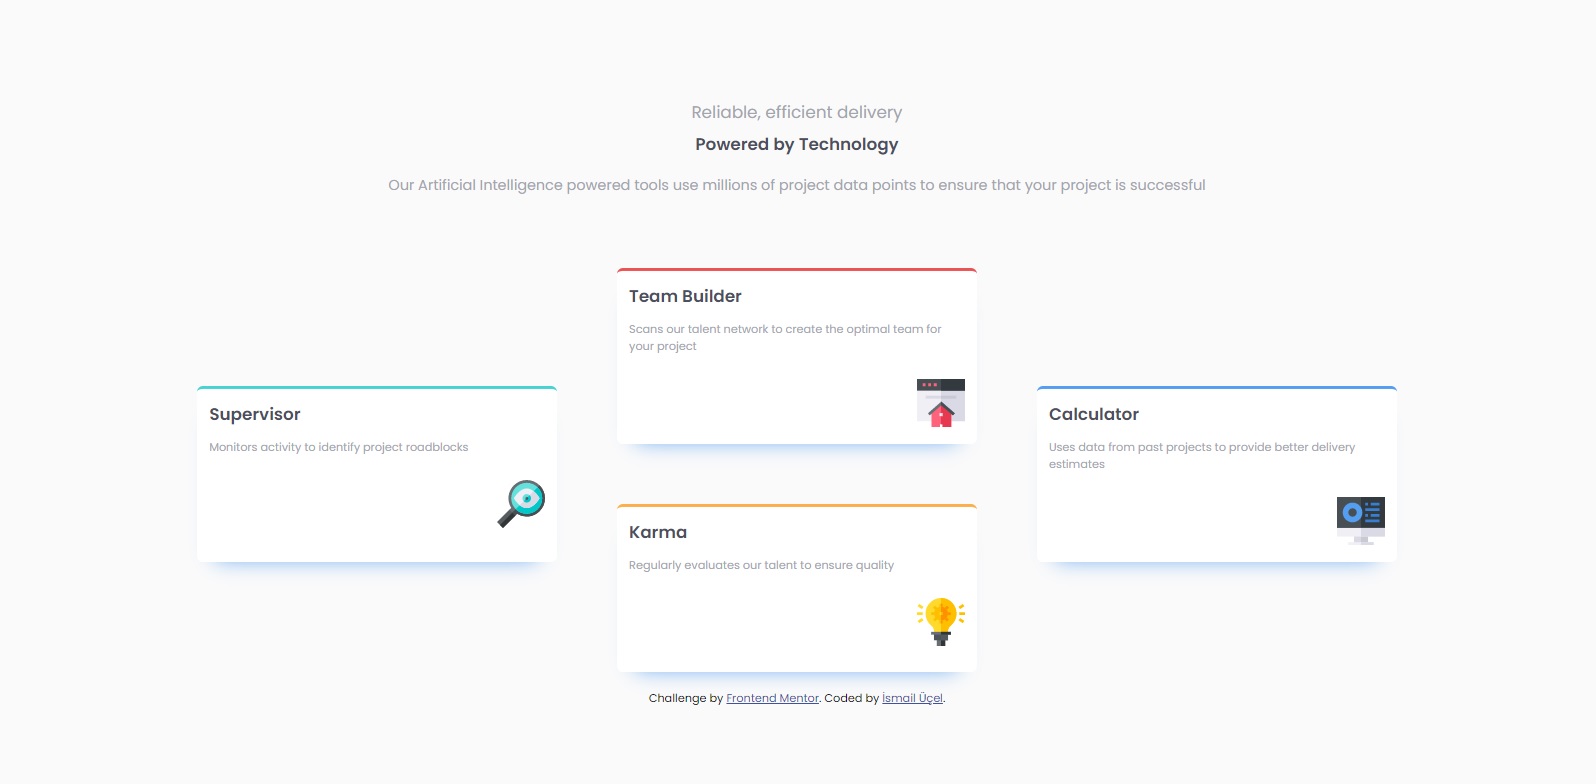 Reliable, efficient delivery
Powered by Technology
Our Artificial Intelligence powered tools use millions of project data points to ensure that your project is successful
Team Builder
Scans our talent network to create the optimal team for
your project
Supervisor
Monitors activity to identify project roadblocks
Calculator
Uses data from past projects to provide better delivery
estimates
Karma
Regularly evaluates our talent to ensure quality
Challenge by Frontend Mentor. Coded by İsmail Üçel.